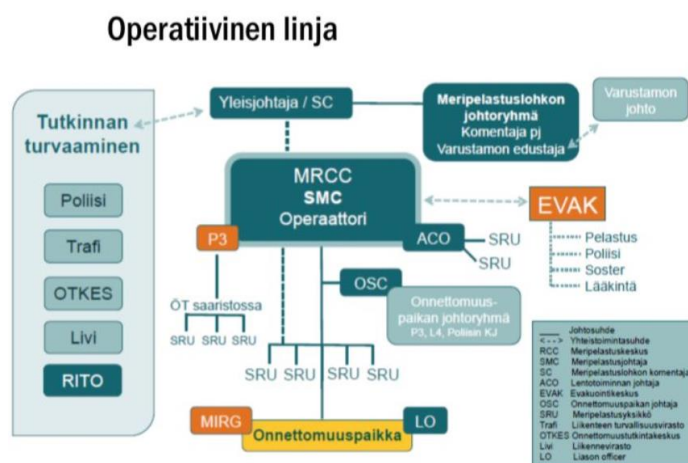 Operatiivinen linja
Tutkinnan
turvaaminen
Poliisi
Trafi
OTKES
Livi
RITO
Yleisjohtaja / SC
Meripelastuslohkon
johtoryhmä
Komentaja pj
Varustamon edustaja
Varustamon
johto
MRCC
SMC
Operaattori
P3
ACO
SRU
SRU
EVAK
Pelastus
Poliisi
Soster
Lääkintä
OSC
Onnettomuus-
paikan johtoryhmä
P3, L4, Poliisin KJ
ÖT saaristossa
SRU SRU SRU
SRU SRU SRU SRU
MIRG
Onnettomuuspaikka
LO
____ Johtosuhde
<--> Yhteistoimintasuhde
RCC Meripelastuskeskus
SMC Meripelastusjohtaja
SC Meripelastuslohkon komentaja
ACO Lentotoiminnan johtaja
EVAK Evakuointikeskus
OSC Onnettomuuspaikan johtaja
SRU Meripelastusyksikkö
Trafi Liikenteen turvallisuusvirasto
OTKES Onnettomuustutkintakeskus
Livi Liikennevirasto
LO Liason officer